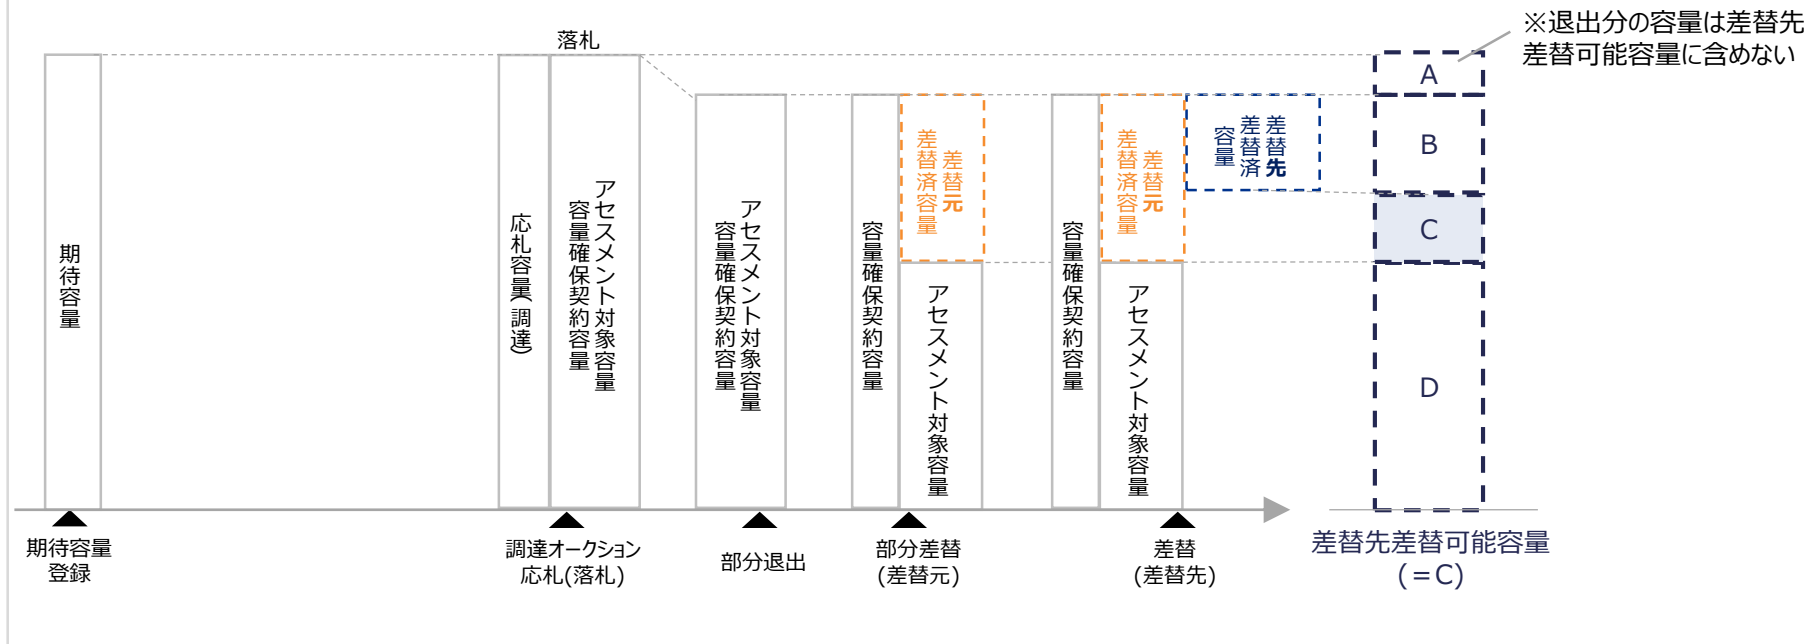 ※退出分の容量は差替先
差替可能容量に含めない
落札
期待容量
応札容量(調達)
アセスメント対象容量
容量確保契約容量
アセスメント対象容量
容量確保契約容量
容量確保契約容量
差替元
差替済容量
アセスメント対象容量
容量確保契約容量
差替元
差替済容量
アセスメント対象容量
差替先
差替済
容量
A
B
C
D
期待容量
登録
調達オークション
応札(落札)
部分退出
部分差替
(差替元)
差替
(差替先)
差替先差替可能容量
(=C)